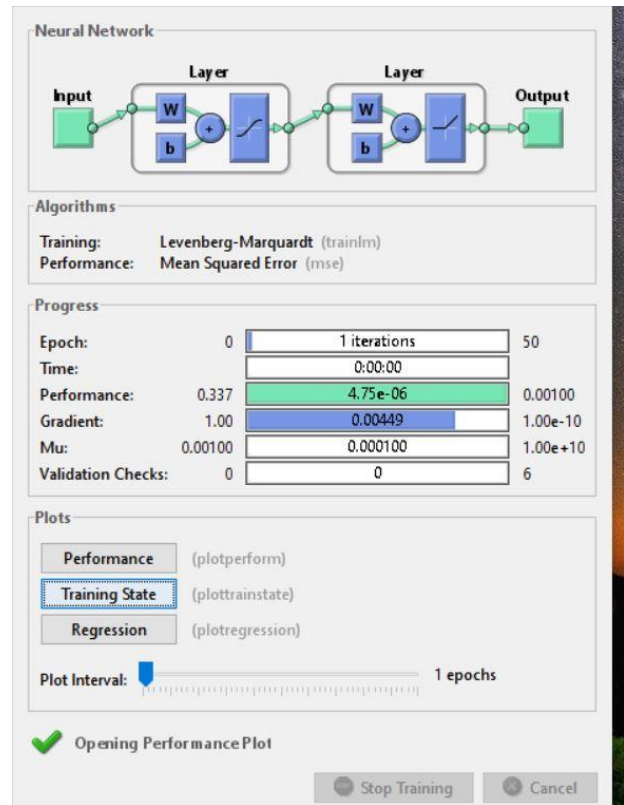 Neural Network
Layer Layer
Input Output
W W
b + b +
Algorithms
Training: Levenberg-Marquardt (trainlm)
Performance: Mean Squared Error (mse)
Progress
Epoch: 0 1 iterations 50
Time: 0:00:00
Performance: 0.337 4.75e-06 0.00100
Gradient: 1.00 0.00449 1.00e-10
Mu: 0.00100 0.000100 1.00e+10
Validation Checks: 0 0 6
Plots
Performance (plotperform)
Training State (plottrainstate)
Regression (plotregression)
Plot Interval: 1 epochs
Opening Performance Plot
Stop Training Cancel